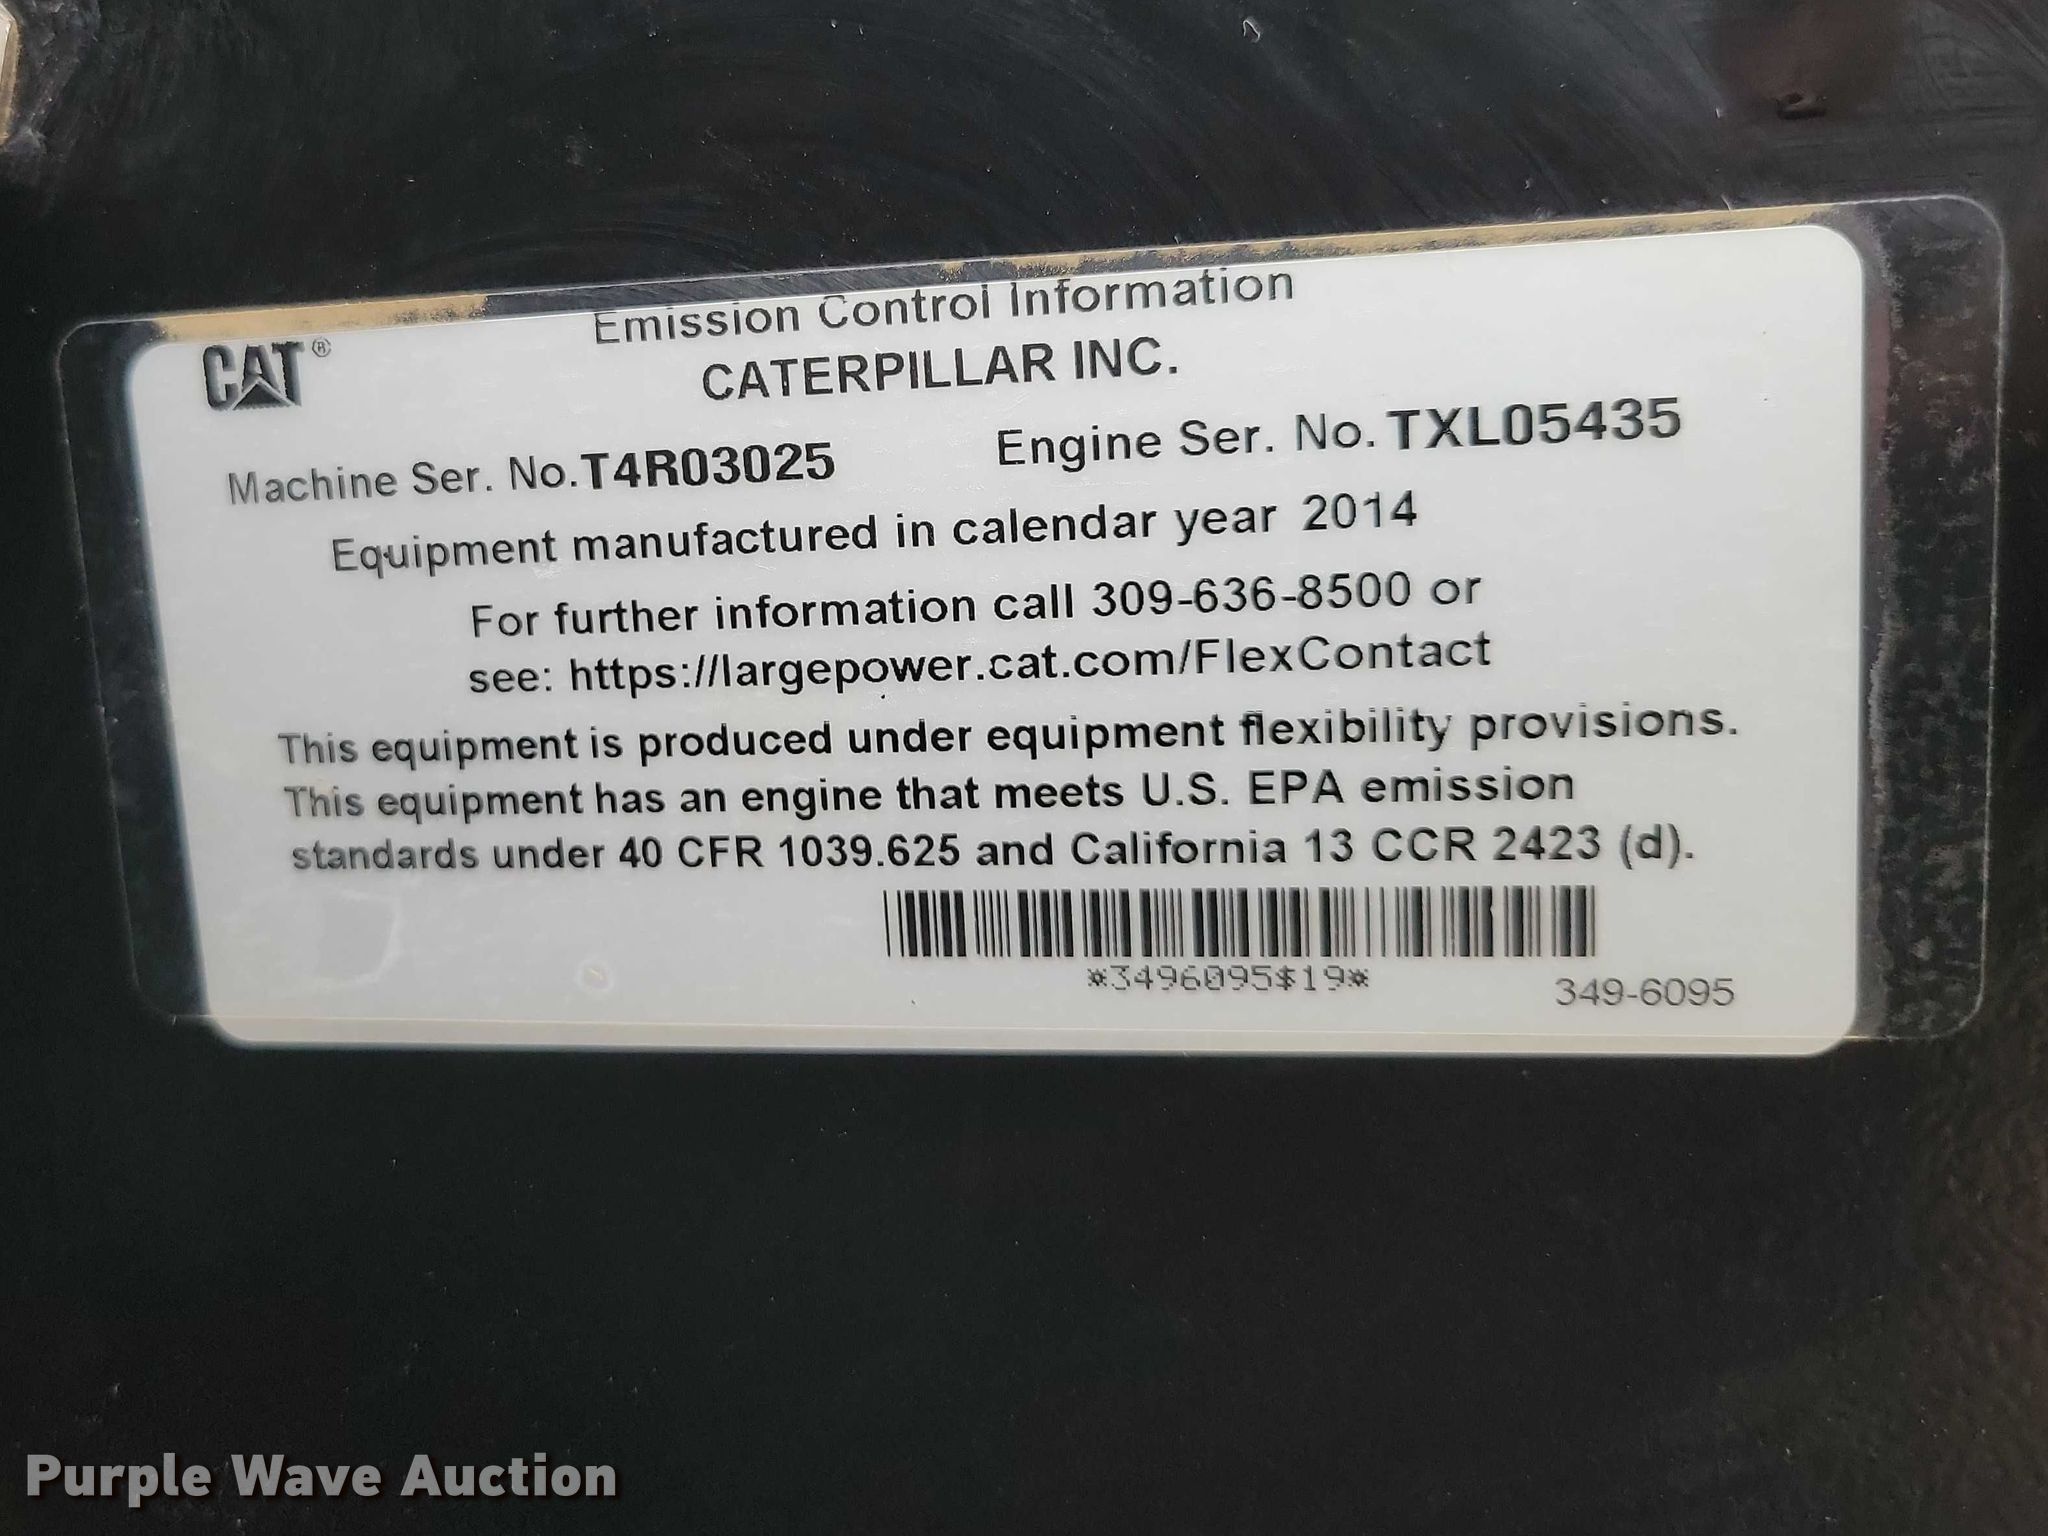 Emission Control Information
CAT®
CATERPILLAR INC.
Machine Ser. No. T4R03025 Engine Ser. No. TXL05435
Equipment manufactured in calendar year 2014
For further information call 309-636-8500 or
see: https://largepower.cat.com/FlexContact
This equipment is produced under equipment flexibility provisions.
This equipment has an engine that meets U.S. EPA emission
standards under 40 CFR 1039.625 and California 13 CCR 2423 (d).
*3496095$19*
349-6095
Purple Wave Auction